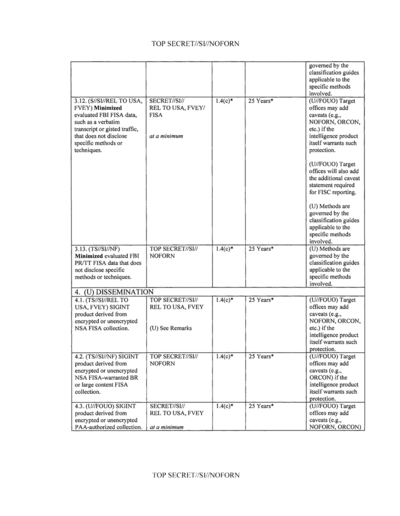 TOP SECRET//SI//NOFORN
governed by the
classification guides
applicable to the
specific methods
involved.
3.12. (S//SI//REL TO USA,
FVEY) Minimized
evaluated FBI FISA data,
such as a verbatim
transcript or gisted traffic,
that does not disclose
specific methods or
techniques.
SECRET//SI//
REL TO USA, FVEY/
FISA
at a minimum
1.4(c)*
25 Years*
(U//FOUO) Target
offices may add
caveats (e.g.,
NOFORN, ORCON,
etc.) if the
intelligence product
itself warrants such
protection.
(U//FOUO) Target
offices will also add
the additional caveat
statement required
for FISC reporting.
(U) Methods are
governed by the
classification guides
applicable to the
specific methods
involved.
3.13. (TS//SI//NF)
Minimized evaluated FBI
PR/TT FISA data that does
not disclose specific
methods or techniques.
TOP SECRET//SI//
NOFORN
1.4(c)*
25 Years*
(U) Methods are
governed by the
classification guides
applicable to the
specific methods
involved.
4. (U) DISSEMINATION
4.1. (TS//SI//REL TO
USA, FVEY) SIGINT
product derived from
encrypted or unencrypted
NSA FISA collection.
TOP SECRET//SI//
REL TO USA, FVEY
(U) See Remarks
1.4(c)*
25 Years*
(U//FOUO) Target
offices may add
caveats (e.g.,
NOFORN, ORCON,
etc.) if the
intelligence product
itself warrants such
protection.
4.2. (TS//SI//NF) SIGINT
product derived from
encrypted or unencrypted
NSA FISA-warranted BR
or large content FISA
collection.
TOP SECRET//SI//
NOFORN
1.4(c)*
25 Years*
(U//FOUO) Target
offices may add
caveats (e.g.,
ORCON) if the
intelligence product
itself warrants such
protection.
4.3. (U//FOUO) SIGINT
product derived from
encrypted or unencrypted
PAA-authorized collection.
SECRET//SI//
REL TO USA, FVEY
at a minimum
1.4(c)*
25 Years*
(U//FOUO) Target
offices may add
caveats (e.g.,
NOFORN, ORCON)
TOP SECRET//SI//NOFORN